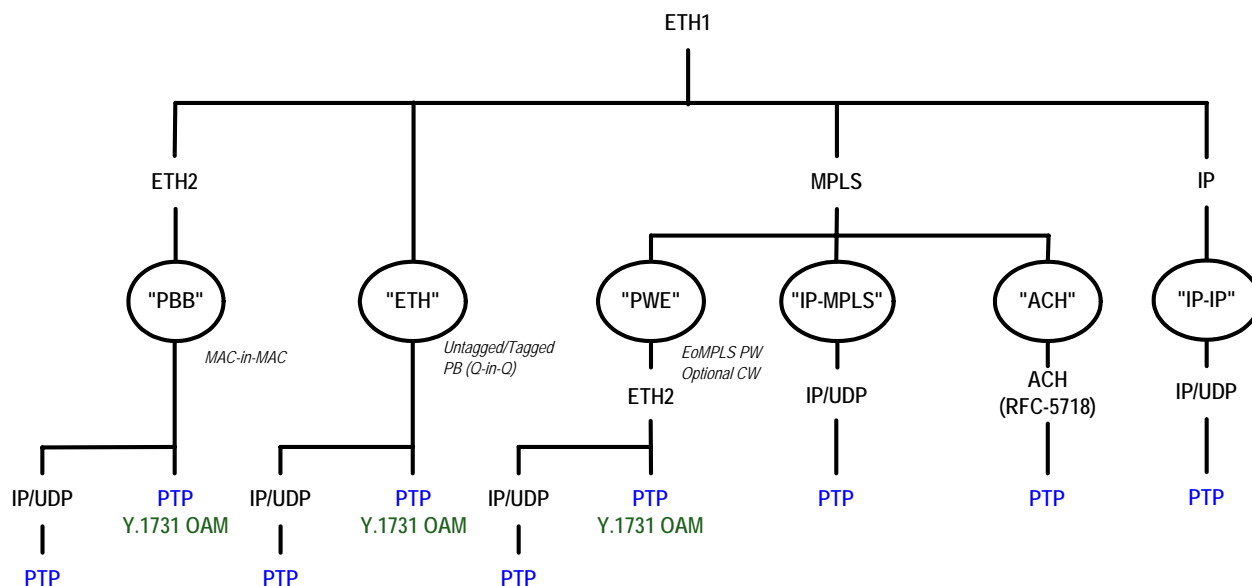 ETH1
ETH2
MPLS
IP
"PBB"
"ETH"
"PWE"
"IP-MPLS"
"ACH"
"IP-IP"
MAC-in-MAC
Untagged/Tagged
PB (Q-in-Q)
EoMPLS PW
Optional CW
ETH2
IP/UDP
ACH
(RFC-5718)
IP/UDP
IP/UDP
PTP
Y.1731 OAM
IP/UDP
PTP
Y.1731 OAM
IP/UDP
PTP
Y.1731 OAM
PTP
PTP
PTP
PTP
PTP
PTP